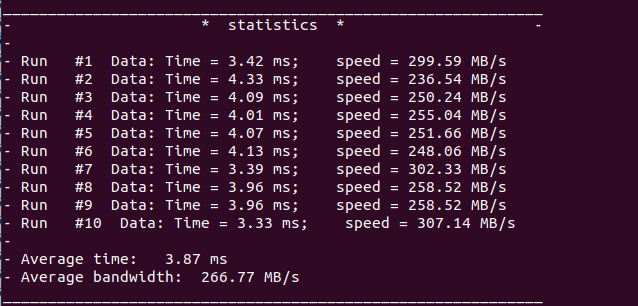 ____________________________________________________________
-                     *  statistics  *                     -
-
- Run   #1  Data: Time = 3.42 ms;    speed = 299.59 MB/s
- Run   #2  Data: Time = 4.33 ms;    speed = 236.54 MB/s
- Run   #3  Data: Time = 4.09 ms;    speed = 250.24 MB/s
- Run   #4  Data: Time = 4.01 ms;    speed = 255.04 MB/s
- Run   #5  Data: Time = 4.07 ms;    speed = 251.66 MB/s
- Run   #6  Data: Time = 4.13 ms;    speed = 248.06 MB/s
- Run   #7  Data: Time = 3.39 ms;    speed = 302.33 MB/s
- Run   #8  Data: Time = 3.96 ms;    speed = 258.52 MB/s
- Run   #9  Data: Time = 3.96 ms;    speed = 258.52 MB/s
- Run   #10  Data: Time = 3.33 ms;    speed = 307.14 MB/s
-
- Average time:   3.87 ms
- Average bandwidth:  266.77 MB/s
____________________________________________________________